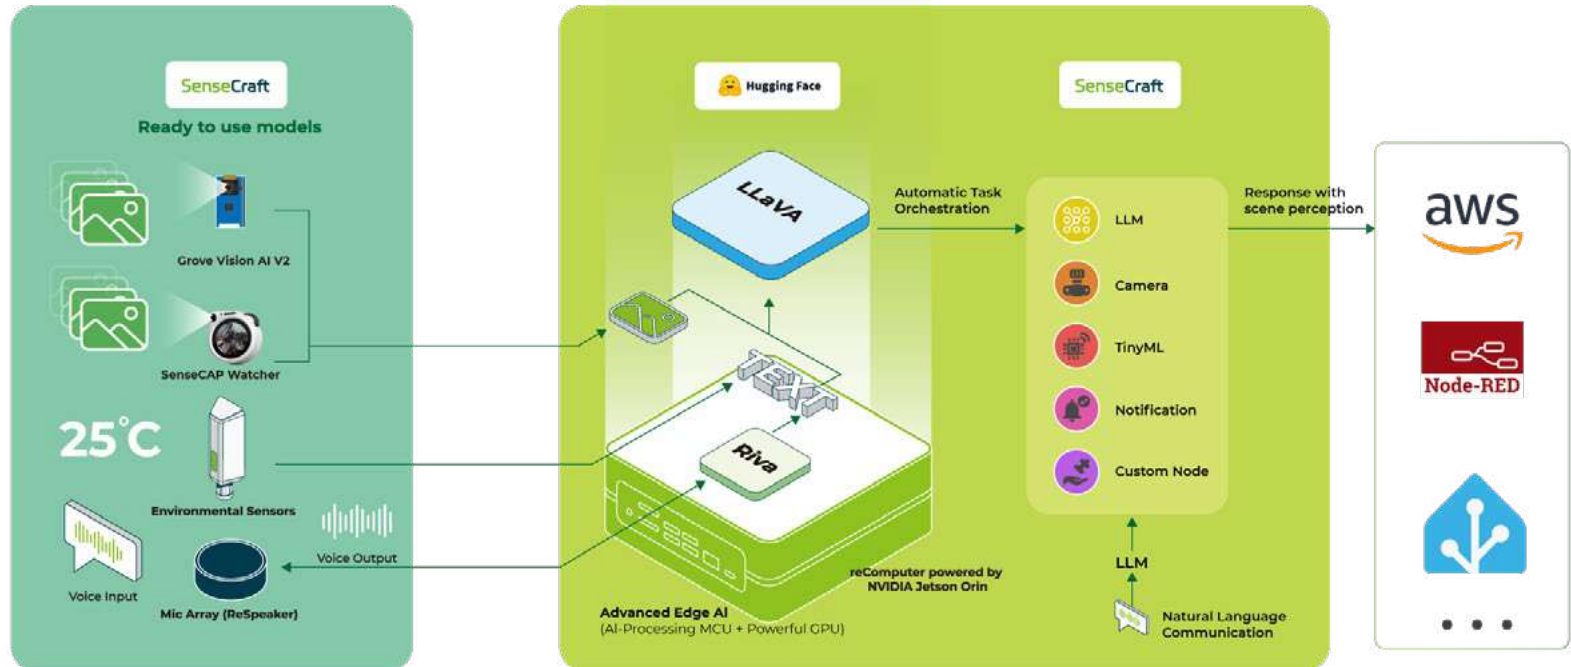 SenseCraft
Ready to use models
Grove Vision AI V2
SenseCAP Watcher
25°C
Environmental Sensors
Voice Input
Voice Output
Mic Array (ReSpeaker)
Hugging Face
LLaVA
TEXT
Riva
reComputer powered by
NVIDIA Jetson Orin
Advanced Edge AI
(AI-Processing MCU + Powerful GPU)
Automatic Task
Orchestration
SenseCraft
LLM
Camera
TinyML
Notification
Custom Node
LLM
Natural Language
Communication
Response with
scene perception
aws
Node-RED